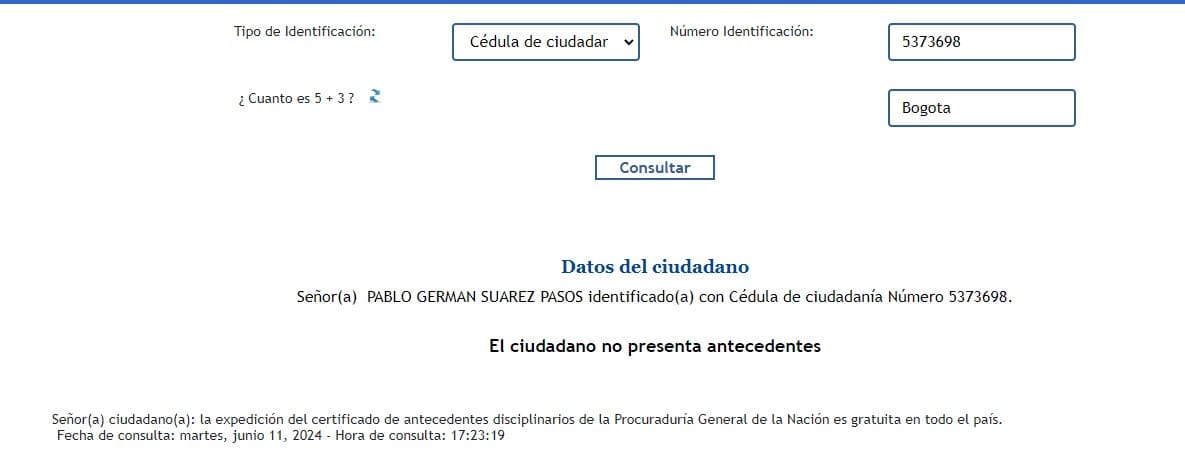 Tipo de Identificación: Cédula de ciudadar Número Identificación: 5373698
¿ Cuanto es 5 + 3 ? Bogota
Consultar
Datos del ciudadano
Señor(a) PABLO GERMAN SUAREZ PASOS identificado(a) con Cédula de ciudadanía Número 5373698.
El ciudadano no presenta antecedentes
Señor(a) ciudadano(a): la expedición del certificado de antecedentes disciplinarios de la Procuraduría General de la Nación es gratuita en todo el país.
Fecha de consulta: martes, junio 11, 2024 - Hora de consulta: 17:23:19